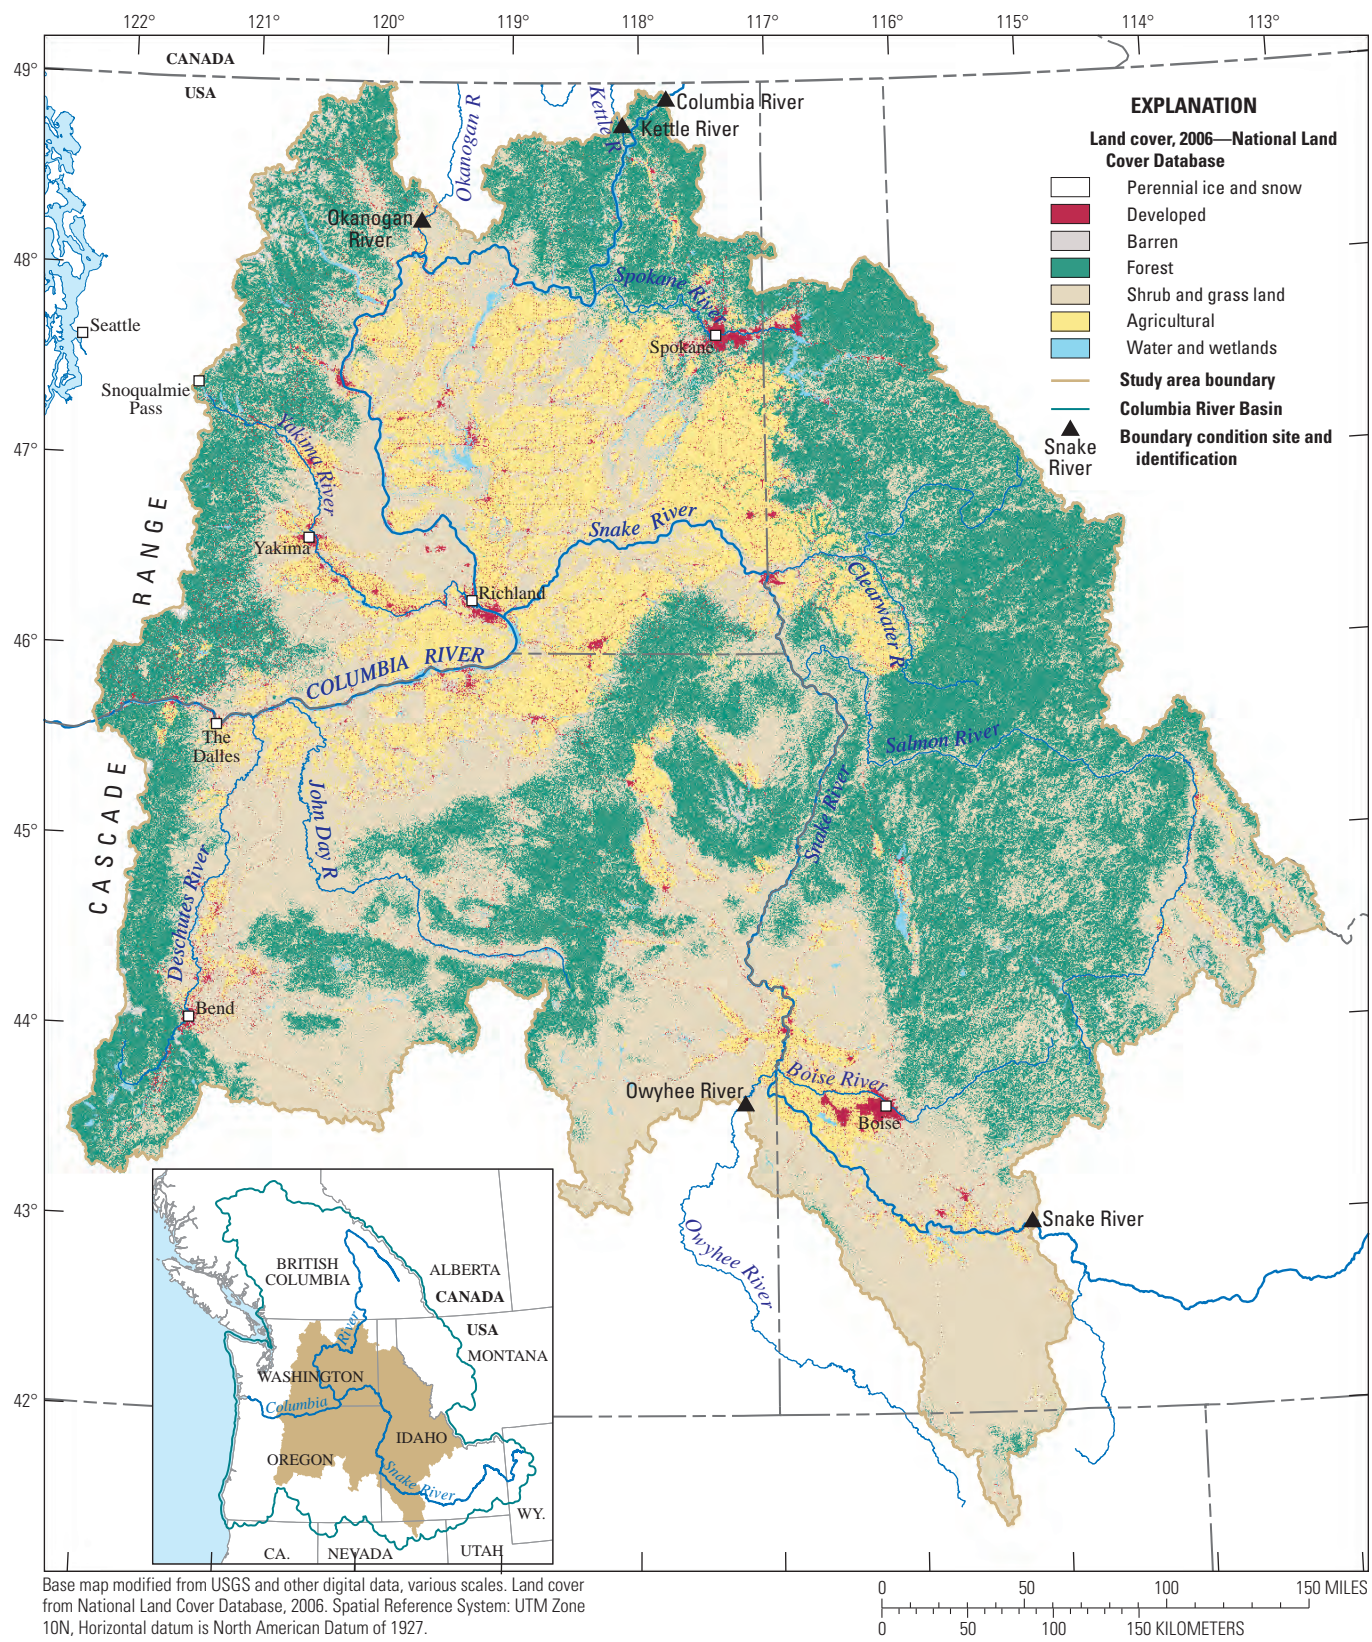 122°
121°
120°
119°
118°
117°
116°
115°
114°
113°
49°
48°
47°
46°
45°
44°
43°
42°
CANADA
USA
Okanogan R
Kettle R
Columbia River
Kettle River
Okanogan
River
Spokane River
Seattle
Spokane
Snoqualmie
Pass
Yakima River
Yakima
Snake River
Richland
Clearwater R
COLUMBIA RIVER
The
Dalles
CASCADE RANGE
John Day R
Deschutes River
Salmon River
Snake River
Bend
Owyhee River
Boise River
Boise
Snake River
Owyhee River
EXPLANATION
Land cover, 2006—National Land
Cover Database
Perennial ice and snow
Developed
Barren
Forest
Shrub and grass land
Agricultural
Water and wetlands
Study area boundary
Columbia River Basin
Snake
River
Boundary condition site and
identification
BRITISH
COLUMBIA
ALBERTA
CANADA
USA
River
MONTANA
WASHINGTON
Columbia
IDAHO
OREGON
Snake River
WY.
CA.
NEVADA
UTAH
Base map modified from USGS and other digital data, various scales. Land cover
from National Land Cover Database, 2006. Spatial Reference System: UTM Zone
10N, Horizontal datum is North American Datum of 1927.
0 50 100 150 MILES
0 50 100 150 KILOMETERS